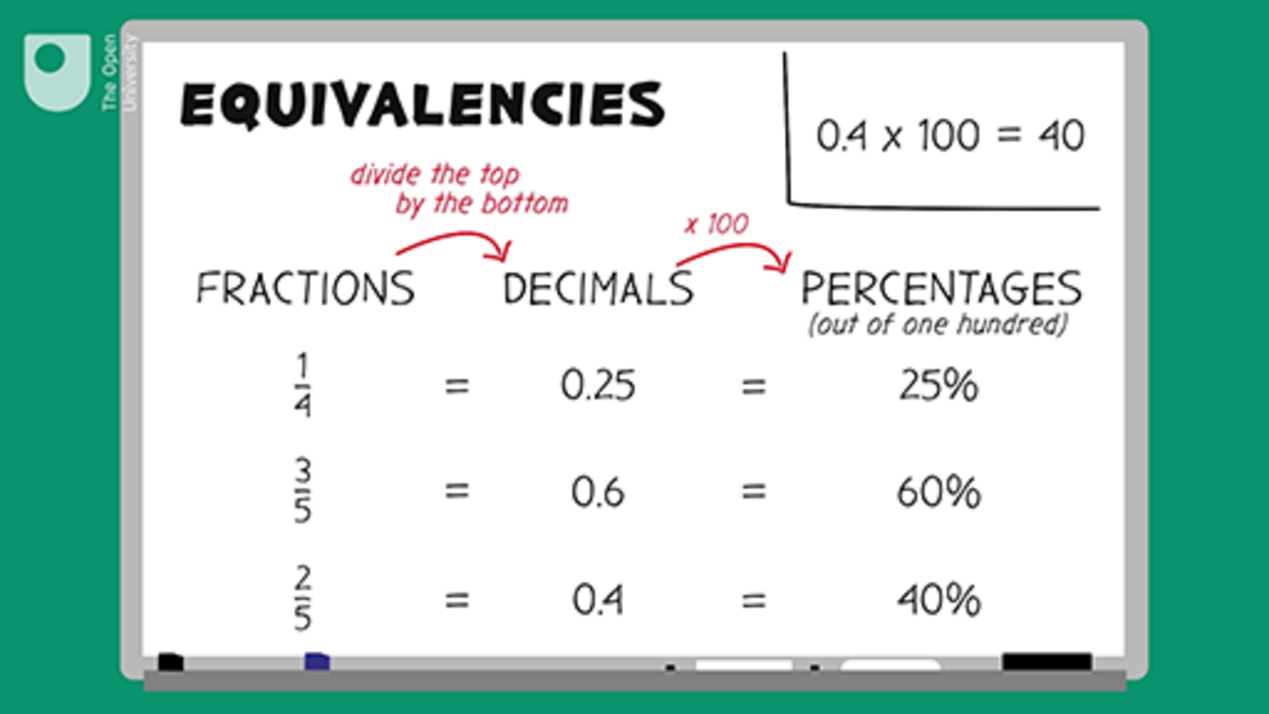 The Open
University
EQUIVALENCIES
0.4 x 100 = 40
divide the top
by the bottom
x 100
FRACTIONS DECIMALS PERCENTAGES
(out of one hundred)
1/4 = 0.25 = 25%
3/5 = 0.6 = 60%
2/5 = 0.4 = 40%